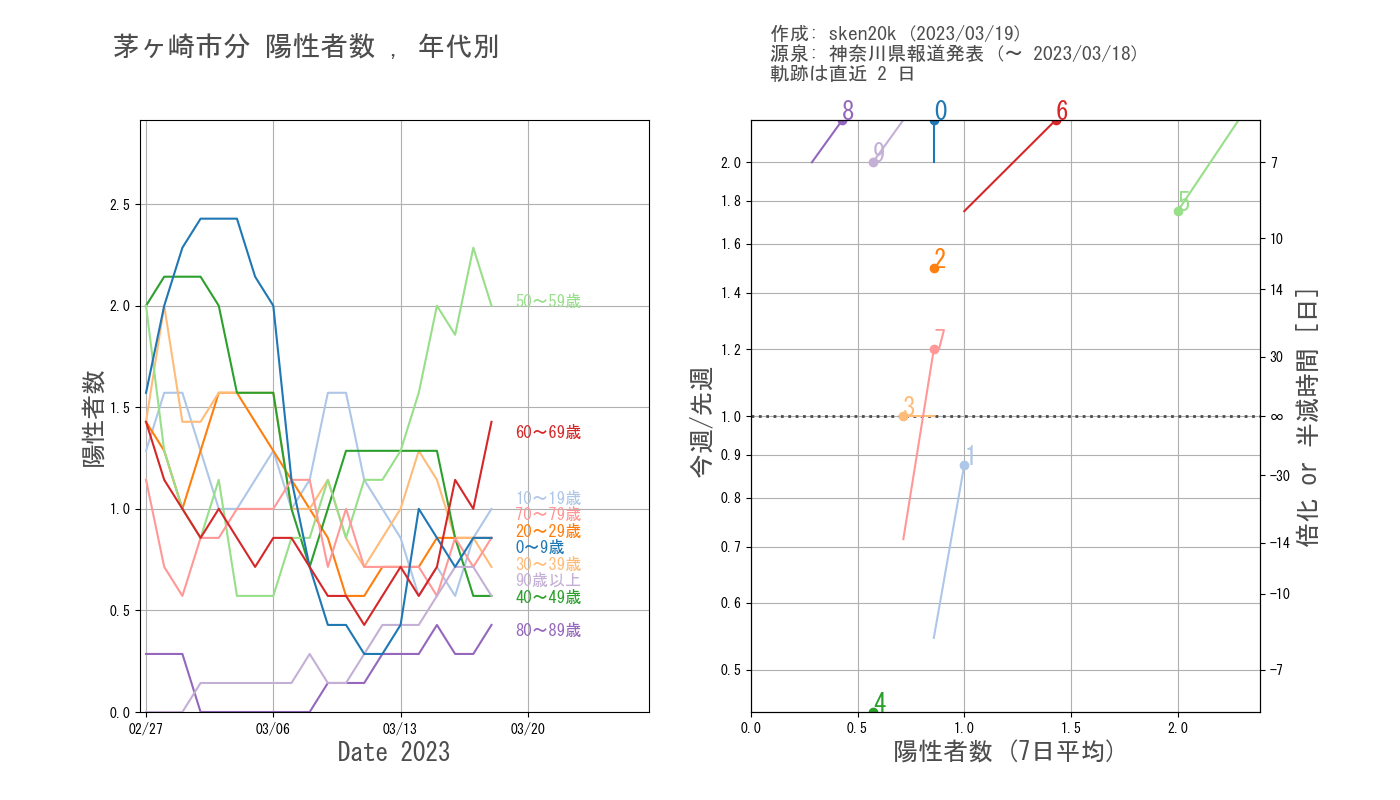 茅ヶ崎市分 陽性者数 , 年代別
作成: sken20k (2023/03/19)
源泉: 神奈川県報道発表 (〜 2023/03/18)
軌跡は直近 2 日
陽性者数
2.5
2.0
1.5
1.0
0.5
0.0
02/27
03/06
03/13
03/20
Date 2023
50〜59歳
60〜69歳
10〜19歳
70〜79歳
20〜29歳
0〜9歳
30〜39歳
90歳以上
40〜49歳
80〜89歳
今週/先週
2.0
1.8
1.6
1.4
1.2
1.0
0.9
0.8
0.7
0.6
0.5
8
0
6
9
5
2
7
3
1
4
0.0
0.5
1.0
1.5
2.0
陽性者数 (7日平均)
7
10
14
30
∞
−30
−14
−10
−7
倍化 or 半減時間 [日]